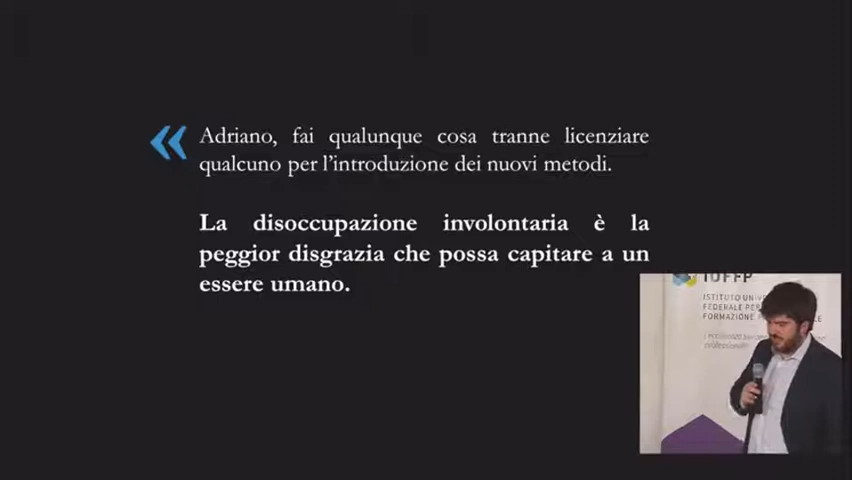 «
Adriano, fai qualunque cosa tranne licenziare
qualcuno per l'introduzione dei nuovi metodi.
La disoccupazione involontaria è la
peggior disgrazia che possa capitare a un
essere umano.
IUFFP
ISTITUTO
FEDERALE PER
FORMAZIONE